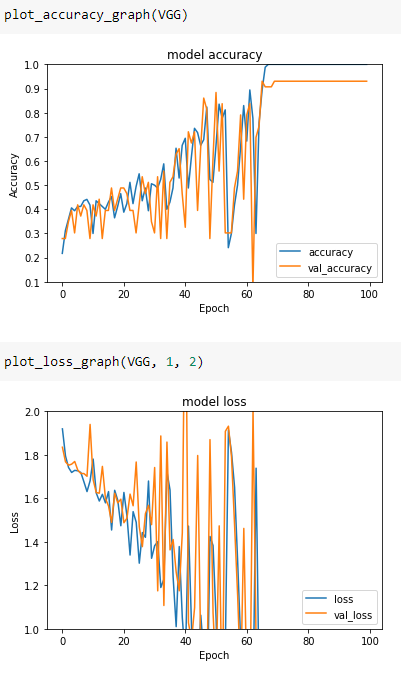 plot_accuracy_graph(VGG)
model accuracy
1.0
0.9
0.8
0.7
0.6
0.5
0.4
0.3
0.2
0.1
Accuracy
accuracy
val_accuracy
0 20 40 60 80 100
Epoch
plot_loss_graph(VGG, 1, 2)
model loss
2.0
1.8
1.6
1.4
1.2
1.0
Loss
loss
val_loss
0 20 40 60 80 100
Epoch